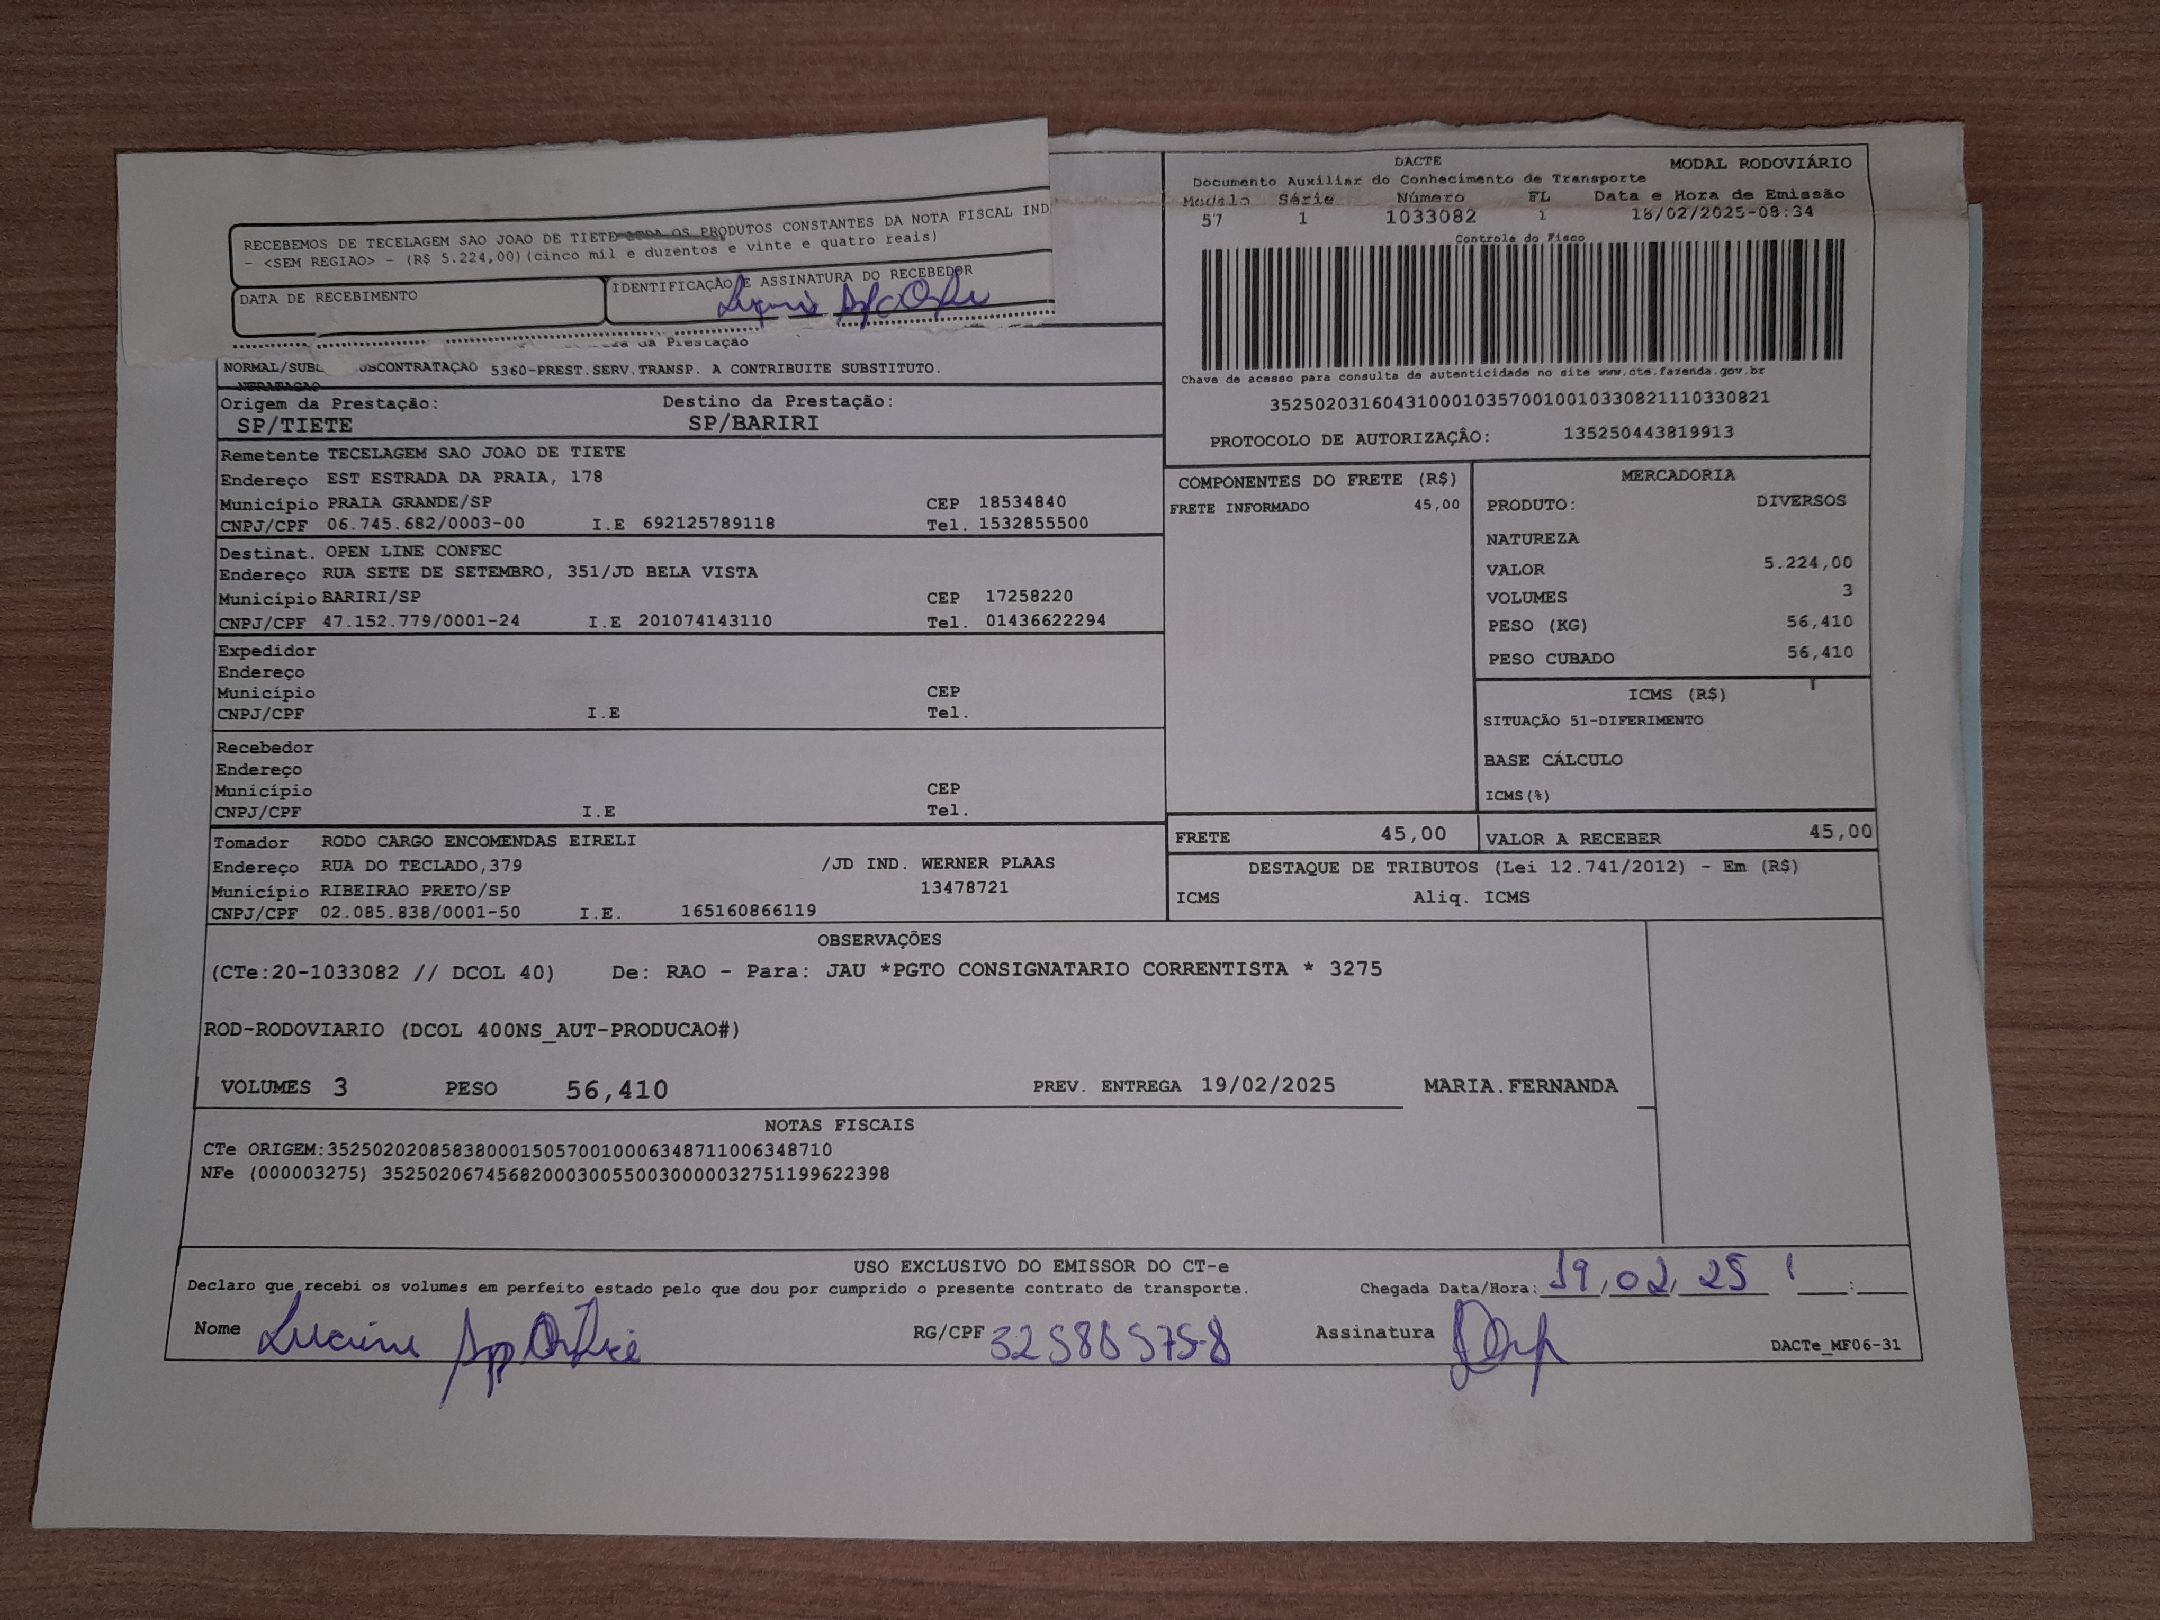 RECEBEMOS DE TECELAGEM SAO JOAO DE TIETE LTDA OS PRODUTOS CONSTANTES DA NOTA FISCAL IND
- <SEM REGIAO> - (R$ 5.224,00)(cinco mil e duzentos e vinte e quatro reais)
DATA DE RECEBIMENTO
IDENTIFICAÇÃO E ASSINATURA DO RECEBEDOR
da Prestação
NORMAL/SUBC
SCONTRATAÇÃO 5360-PREST.SERV.TRANSP. A CONTRIBUITE SUBSTITUTO.
Origem da Prestação: Destino da Prestação:
SP/TIETE SP/BARIRI
Remetente TECELAGEM SAO JOAO DE TIETE
Endereço EST ESTRADA DA PRAIA, 178
Município PRAIA GRANDE/SP CEP 18534840
CNPJ/CPF 06.745.682/0003-00 I.E 692125789118 Tel. 1532855500
Destinat. OPEN LINE CONFEC
Endereço RUA SETE DE SETEMBRO, 351/JD BELA VISTA
Município BARIRI/SP CEP 17258220
CNPJ/CPF 47.152.779/0001-24 I.E 201074143110 Tel. 01436622294
Expedidor
Endereço
Município CEP
CNPJ/CPF I.E Tel.
Recebedor
Endereço
Município CEP
CNPJ/CPF I.E Tel.
Tomador RODO CARGO ENCOMENDAS EIRELI
Endereço RUA DO TECLADO,379 /JD IND. WERNER PLAAS
Município RIBEIRAO PRETO/SP 13478721
CNPJ/CPF 02.085.838/0001-50 I.E. 165160866119
DACTE MODAL RODOVIÁRIO
Documento Auxiliar do Conhecimento de Transporte
Modelo Série Número FL Data e Hora de Emissão
57 1 1033082 1 18/02/2025-08:34
Controle do Fisco
Chave de acesso para consulta de autenticidade no site www.cte.fazenda.gov.br
35250203160431000103570010010330821110330821
PROTOCOLO DE AUTORIZAÇÂO: 135250443819913
COMPONENTES DO FRETE (R$)
FRETE INFORMADO 45,00
MERCADORIA
PRODUTO: DIVERSOS
NATUREZA
VALOR 5.224,00
VOLUMES 3
PESO (KG) 56,410
PESO CUBADO 56,410
ICMS (R$)
SITUAÇÃO 51-DIFERIMENTO
BASE CÁLCULO
ICMS(%)
FRETE 45,00 VALOR A RECEBER 45,00
DESTAQUE DE TRIBUTOS (Lei 12.741/2012) - Em (R$)
ICMS Aliq. ICMS
OBSERVAÇÕES
(CTe:20-1033082 // DCOL 40) De: RAO - Para: JAU *PGTO CONSIGNATARIO CORRENTISTA * 3275
ROD-RODOVIARIO (DCOL 400NS_AUT-PRODUCAO#)
VOLUMES 3 PESO 56,410 PREV. ENTREGA 19/02/2025 MARIA.FERNANDA
NOTAS FISCAIS
CTe ORIGEM:35250202085838000150570010006348711006348710
NFe (000003275) 35250206745682000300550030000032751199622398
USO EXCLUSIVO DO EMISSOR DO CT-e
Declaro que recebi os volumes em perfeito estado pelo que dou por cumprido o presente contrato de transporte. Chegada Data/Hora: 19, 02, 25 :
Nome RG/CPF Assinatura DACTe_MF06-31